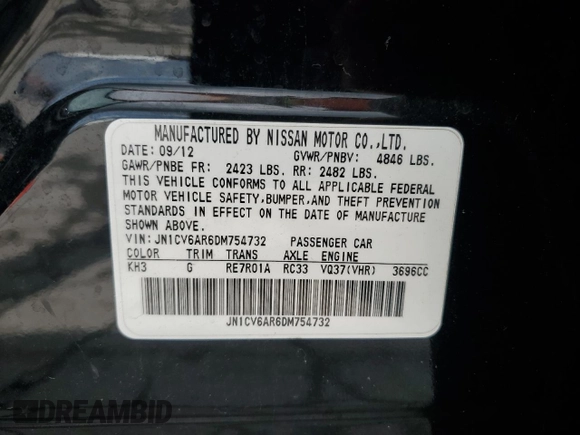 MANUFACTURED BY NISSAN MOTOR CO.,LTD.
DATE: 09/12 GVWR/PNBV: 4846 LBS.
GAWR/PNBE FR: 2423 LBS. RR: 2482 LBS.
THIS VEHICLE CONFORMS TO ALL APPLICABLE FEDERAL
MOTOR VEHICLE SAFETY,BUMPER,AND THEFT PREVENTION
STANDARDS IN EFFECT ON THE DATE OF MANUFACTURE
SHOWN ABOVE.
VIN:JN1CV6AR6DM754732 PASSENGER CAR
COLOR TRIM TRANS AXLE ENGINE
KH3 G RE7R01A RC33 VQ37(VHR) 3696CC
JN1CV6AR6DM754732
DREAMBID